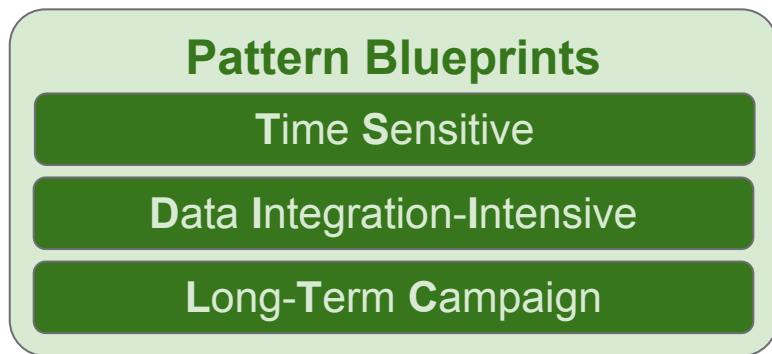 Pattern Blueprints
Time Sensitive
Data Integration-Intensive
Long-Term Campaign